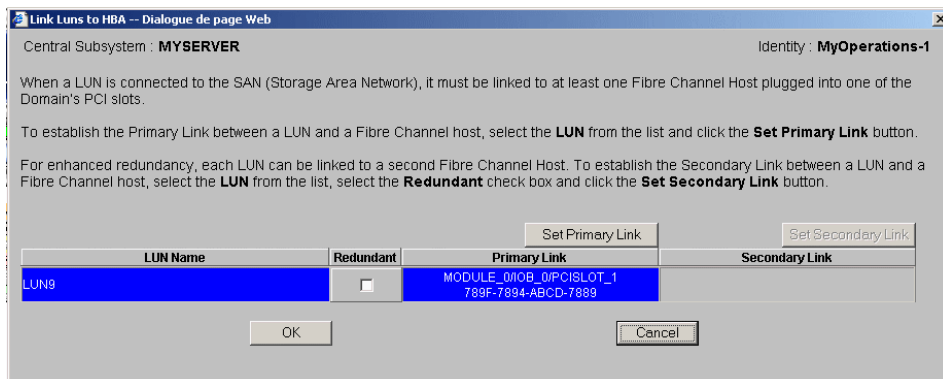 Link Luns to HBA -- Dialogue de page Web
Central Subsystem : MYSERVER Identity : MyOperations-1
When a LUN is connected to the SAN (Storage Area Network), it must be linked to at least one Fibre Channel Host plugged into one of the
Domain's PCI slots.
To establish the Primary Link between a LUN and a Fibre Channel host, select the LUN from the list and click the Set Primary Link button.
For enhanced redundancy, each LUN can be linked to a second Fibre Channel Host. To establish the Secondary Link between a LUN and a
Fibre Channel host, select the LUN from the list, select the Redundant check box and click the Set Secondary Link button.
Set Primary Link Set Secondary Link
LUN Name Redundant Primary Link Secondary Link
MODULE_0/IOB_0/PCISLOT_1
LUN9
789F-7894-ABCD-7889
OK Cancel